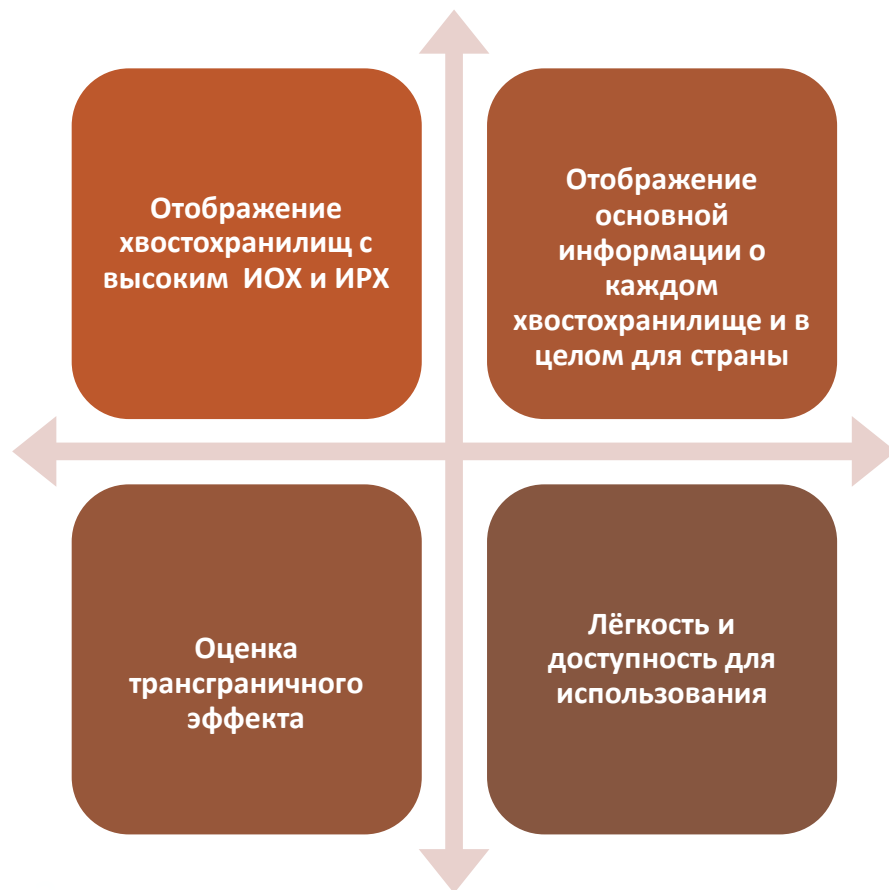 Отображение
хвостохранилищ с
высоким  ИОХ и ИРХ
Отображение
основной
информации о
каждом
хвостохранилище и в
целом для страны
Оценка
трансграничного
эффекта
Лёгкость и
доступность для
использования